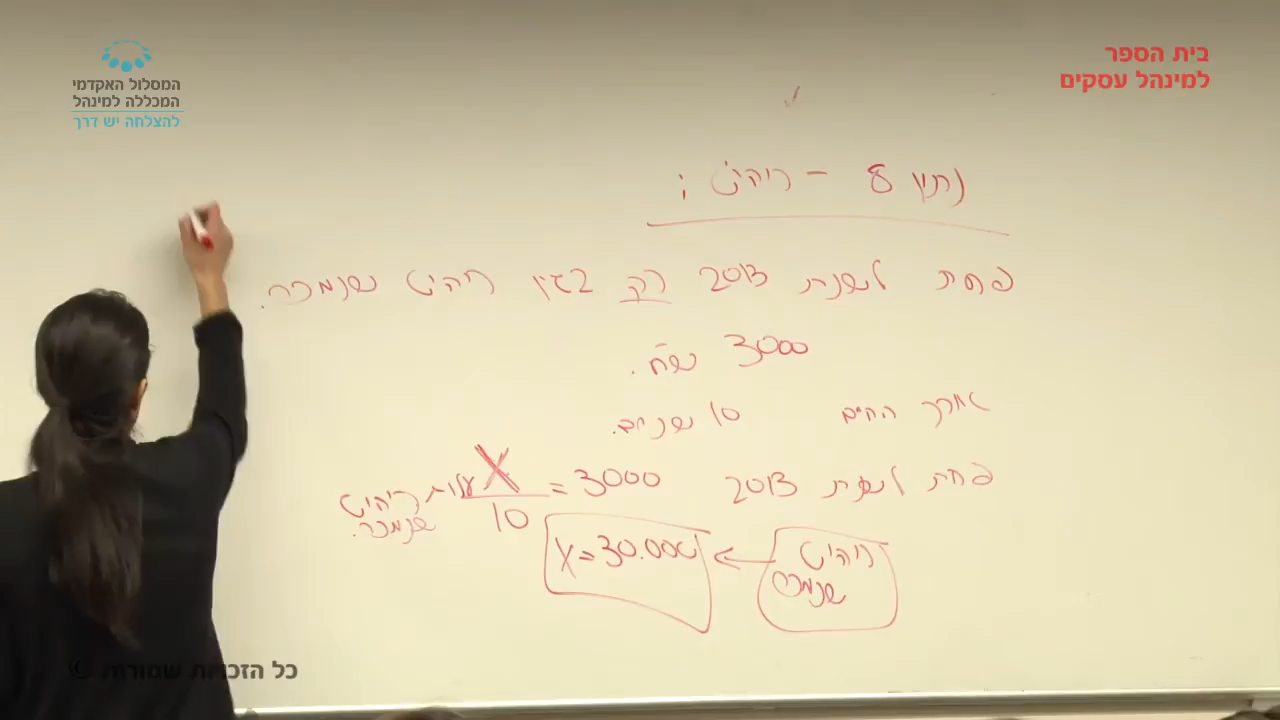 בית הספר
למינהל עסקים
המסלול האקדמי
המכללה למינהל
להצלחה יש דרך
נתון 8 - ריהוט :
פחת לשנת 2013 רק בגין ריהוט שנמכר.
3000 ש"ח.
אורך החיים 10 שנים.
פחת לשנת 2013 X/10 = 3000 עלות ריהוט שנמכר.
ריהוט שנמכר ← X=30.000
כל הזכויות שמורות ©